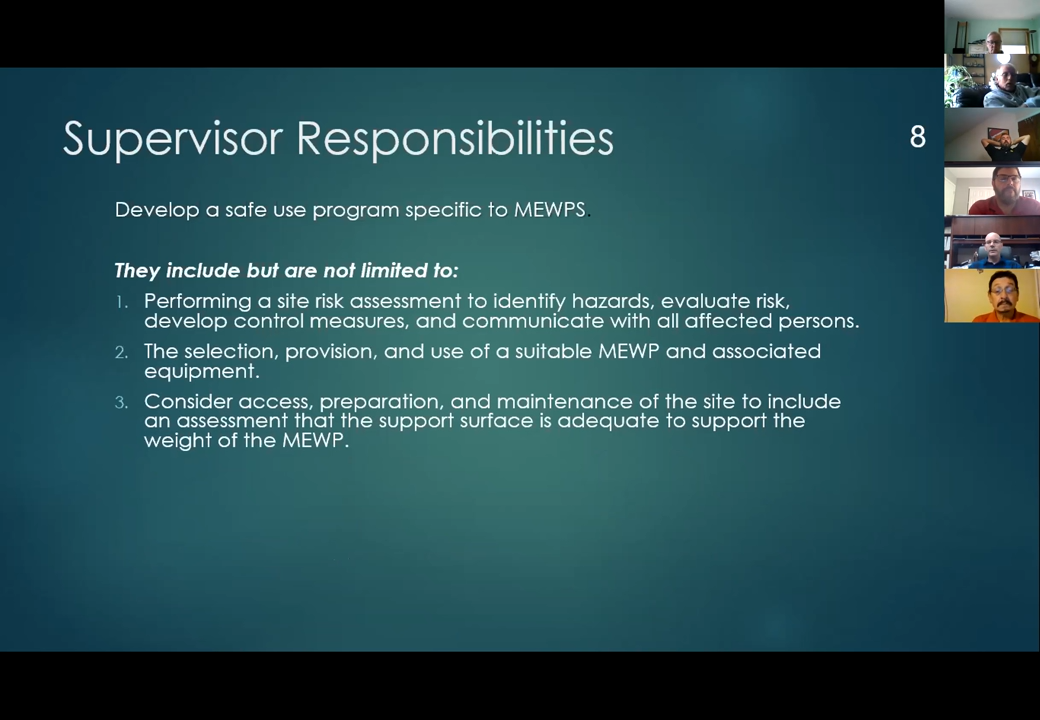 Supervisor Responsibilities
8
Develop a safe use program specific to MEWPS.
They include but are not limited to:
1. Performing a site risk assessment to identify hazards, evaluate risk,
develop control measures, and communicate with all affected persons.
2. The selection, provision, and use of a suitable MEWP and associated
equipment.
3. Consider access, preparation, and maintenance of the site to include
an assessment that the support surface is adequate to support the
weight of the MEWP.